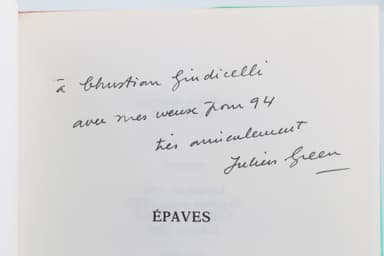 à Christian Giudicelli
avec mes voeux pour 94
très amicalement
Julien Green
ÉPAVES